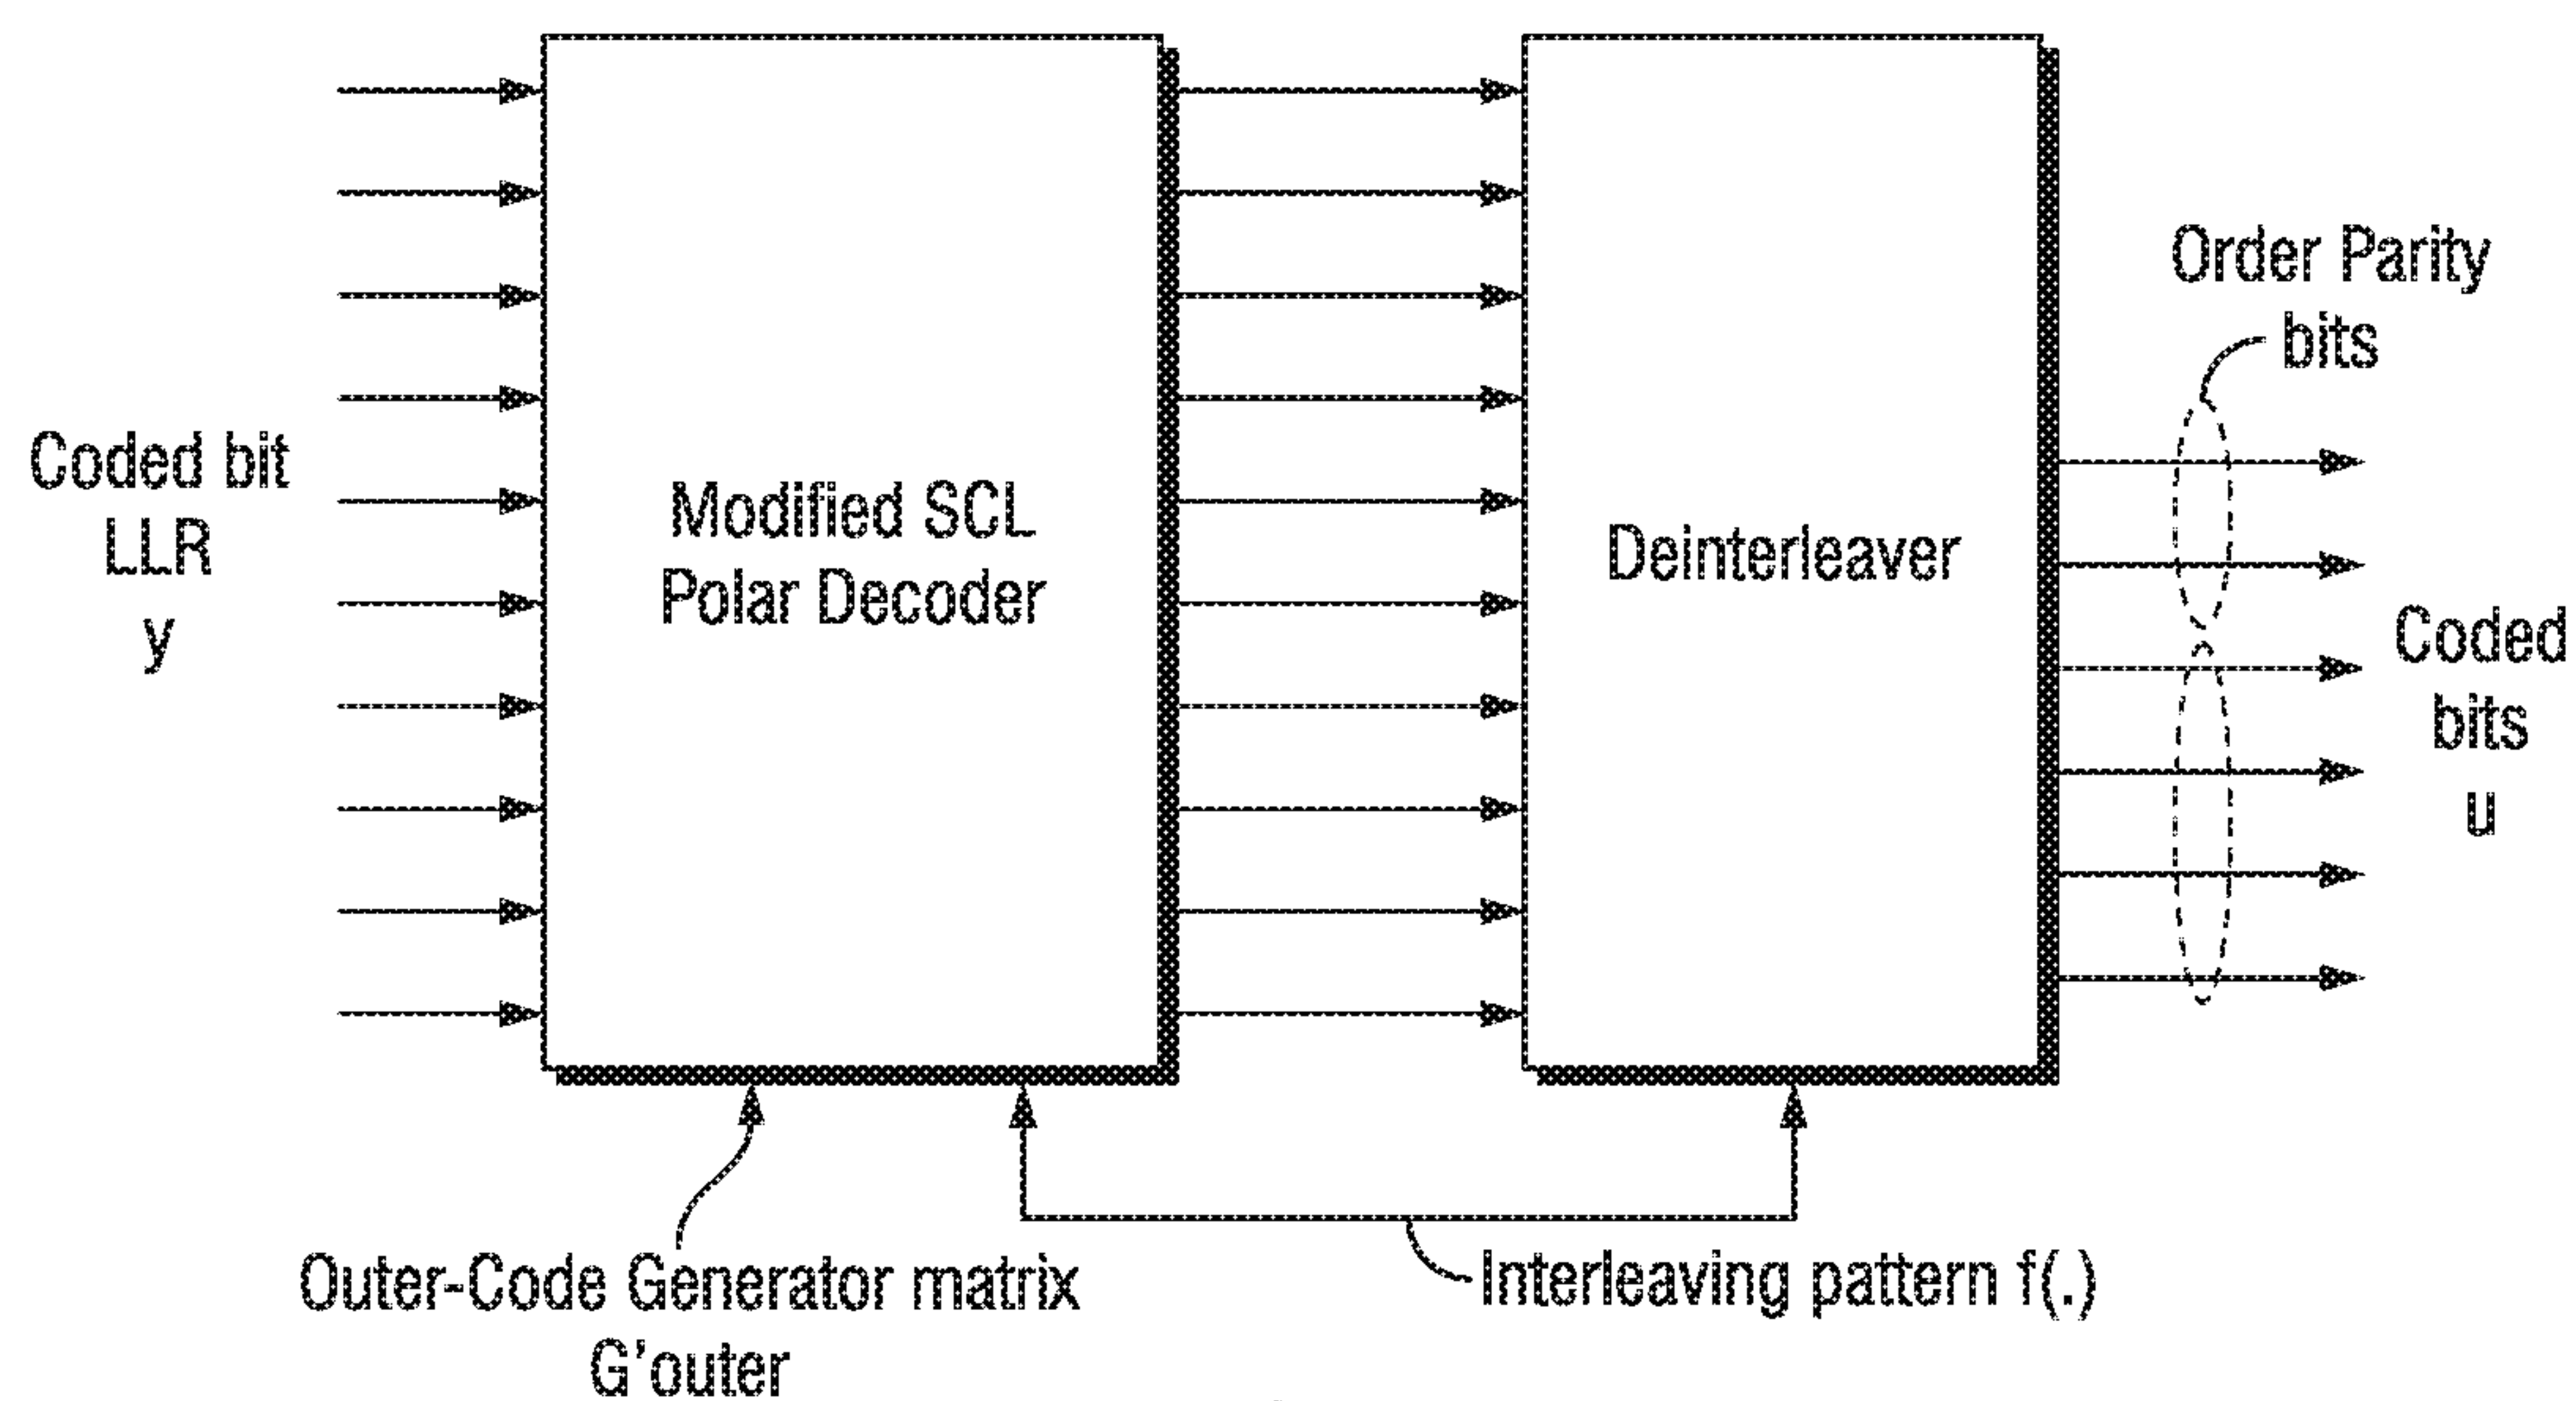 Coded bit
LLR
y
Modified SCL
Polar Decoder
Deinterleaver
Order Parity
bits
Coded
bits
u
Outer-Code Generator matrix
G'outer
Interleaving pattern f(.)